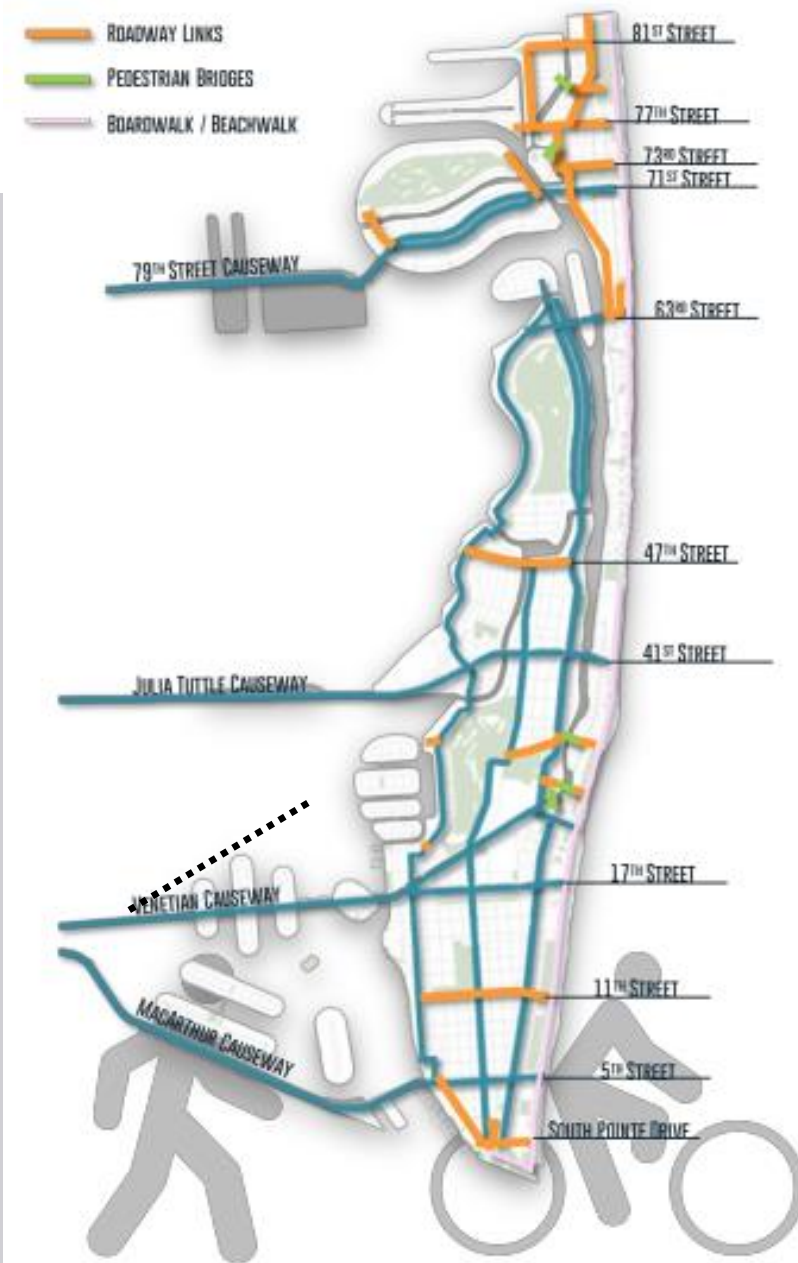 ROADWAY LINKS
PEDESTRIAN BRIDGES
BOARDWALK / BEACHWALK
81ST STREET
77TH STREET
73RD STREET
71ST STREET
79TH STREET CAUSEWAY
63RD STREET
47TH STREET
41ST STREET
JULIA TUTTLE CAUSEWAY
17TH STREET
VENETIAN CAUSEWAY
11TH STREET
MACARTHUR CAUSEWAY
5TH STREET
SOUTH POINTE DRIVE